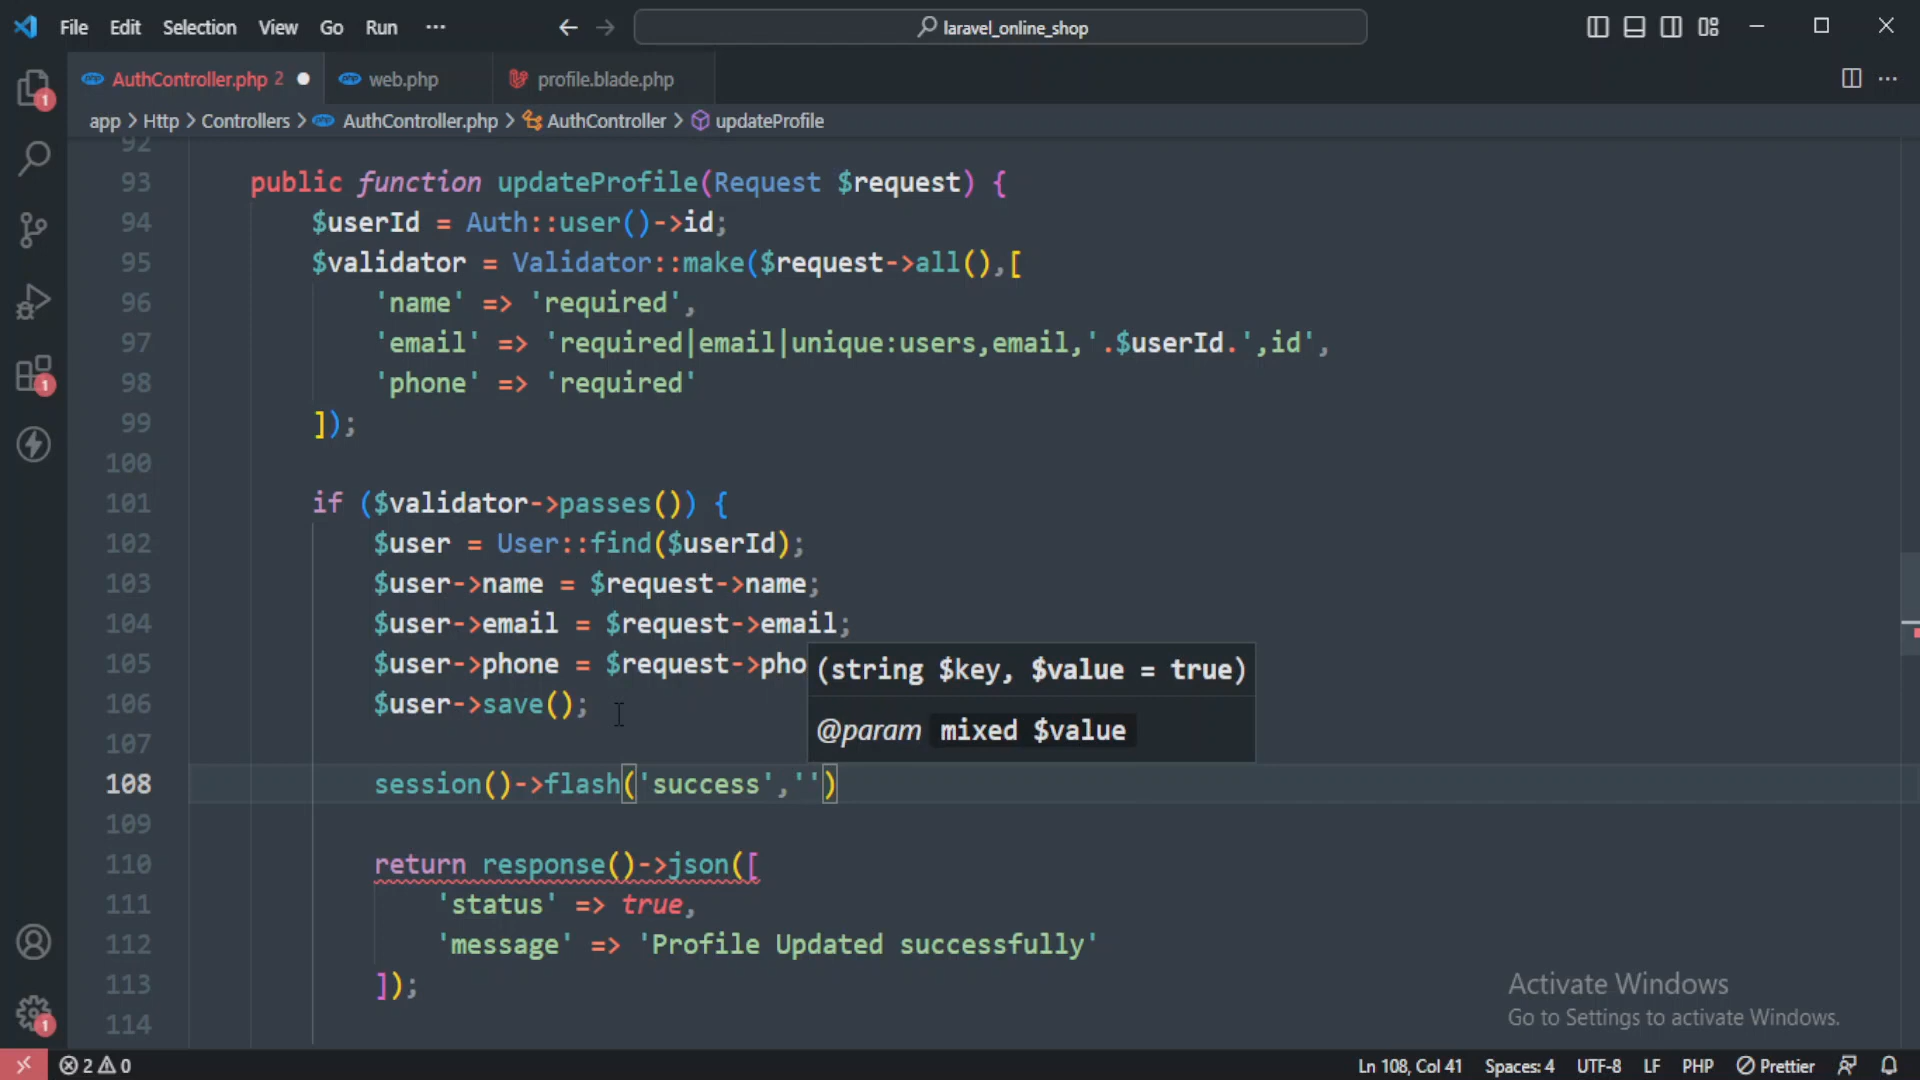 File Edit Selection View Go Run ··· laravel_online_shop
AuthController.php 2 web.php profile.blade.php
app > Http > Controllers > AuthController.php > AuthController > updateProfile
92
93 public function updateProfile(Request $request) {
94 $userId = Auth::user()->id;
95 $validator = Validator::make($request->all(),[
96 'name' => 'required',
97 'email' => 'required|email|unique:users,email,'.$userId.',id',
98 'phone' => 'required'
99 ]);
100
101 if ($validator->passes()) {
102 $user = User::find($userId);
103 $user->name = $request->name;
104 $user->email = $request->email;
105 $user->phone = $request->pho
(string $key, $value = true)
106 $user->save();
@param mixed $value
107
108 session()->flash('success','')
109
110 return response()->json([
111 'status' => true,
112 'message' => 'Profile Updated successfully'
113 ]);
114
Activate Windows
Go to Settings to activate Windows.
1
1
1
2 0 Ln 108, Col 41 Spaces: 4 UTF-8 LF PHP Prettier